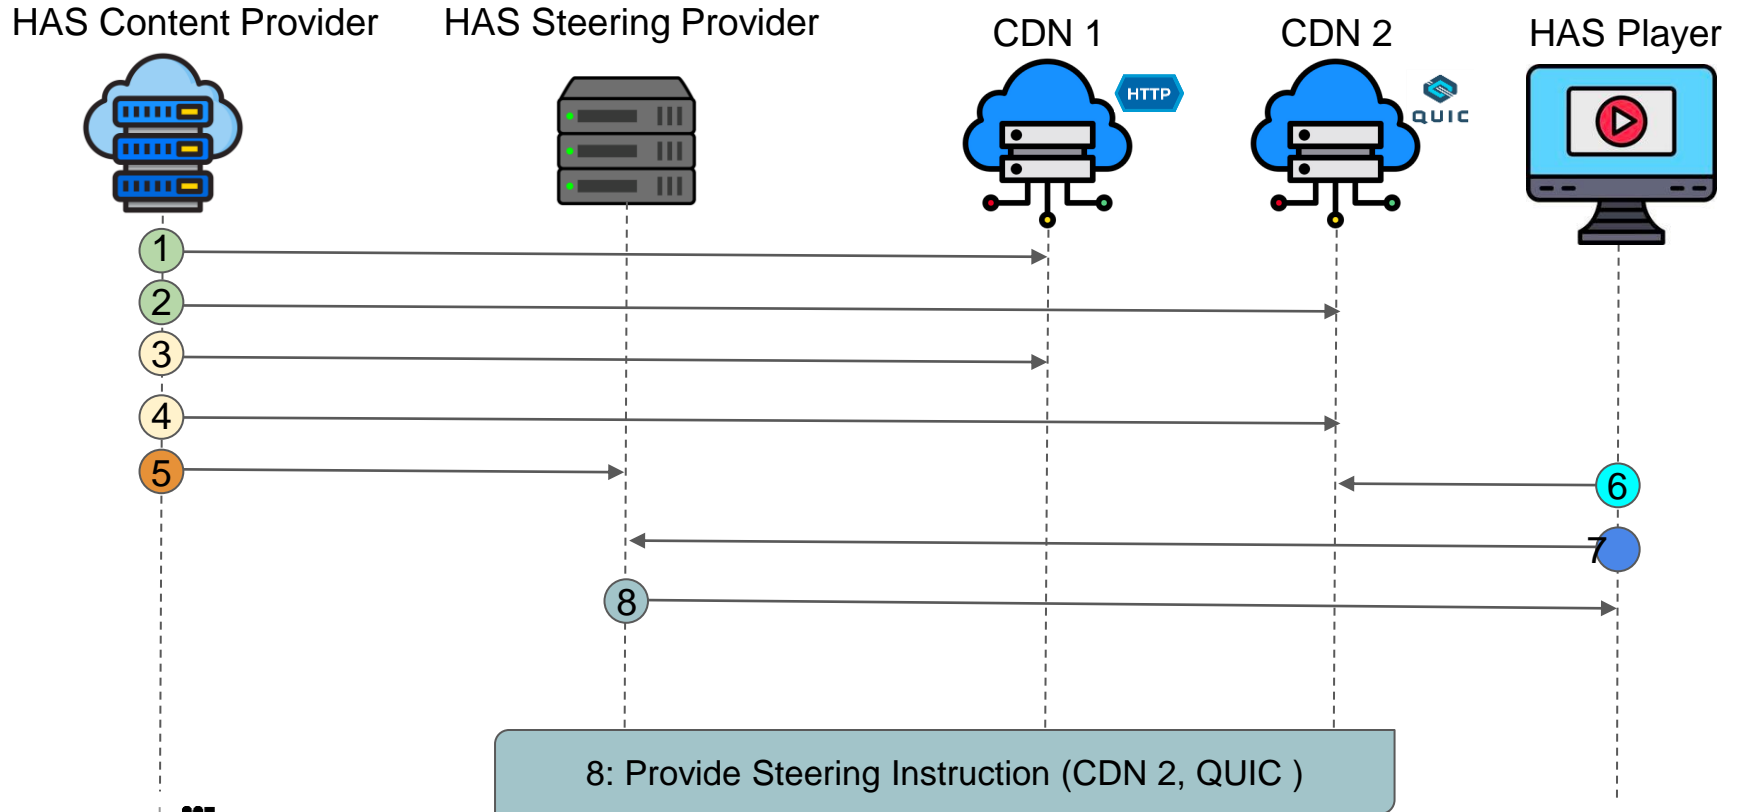 HAS Content Provider
HAS Steering Provider
CDN 1
CDN 2
HAS Player
HTTP
QUIC
1
2
3
4
5
6
7
8
8: Provide Steering Instruction (CDN 2, QUIC )